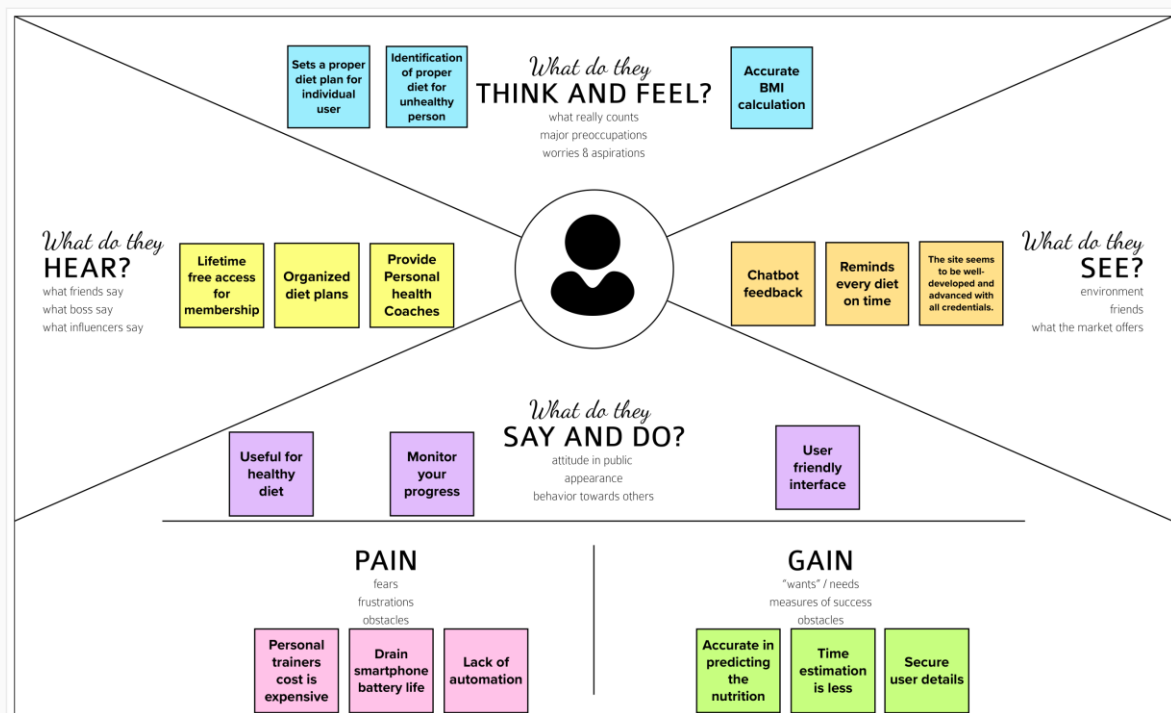 What do they
THINK AND FEEL?
what really counts
major preoccupations
worries & aspirations
Sets a proper
diet plan for
individual
user
Identification
of proper
diet for
unhealthy
person
Accurate
BMI
calculation
What do they
HEAR?
what friends say
what boss say
what influencers say
Lifetime
free access
for
membership
Organized
diet plans
Provide
Personal
health
Coaches
Chatbot
feedback
Reminds
every diet
on time
The site seems
to be well-
developed and
advanced with
all credentials.
What do they
SEE?
environment
friends
what the market offers
What do they
SAY AND DO?
attitude in public
appearance
behavior towards others
Useful for
healthy
diet
Monitor
your
progress
User
friendly
interface
PAIN
fears
frustrations
obstacles
Personal
trainers
cost is
expensive
Drain
smartphone
battery life
Lack of
automation
GAIN
"wants" / needs
measures of success
obstacles
Accurate in
predicting
the
nutrition
Time
estimation
is less
Secure
user details